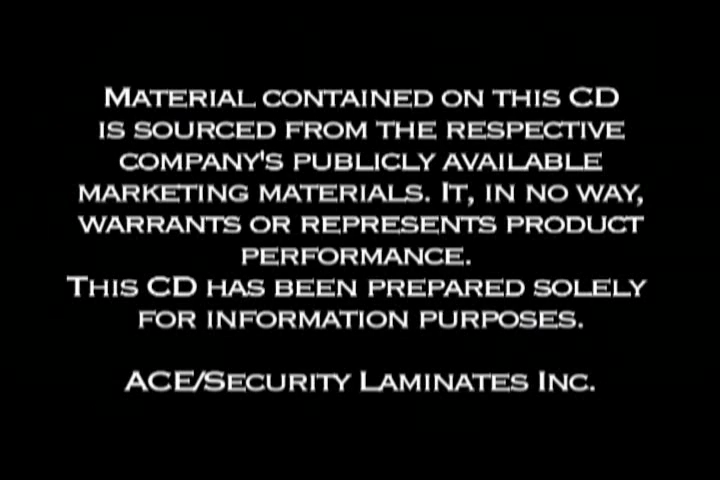 Material contained on this CD
is sourced from the respective
company's publicly available
marketing materials. It, in no way,
warrants or represents product
performance.
This CD has been prepared solely
for information purposes.
ACE/Security Laminates Inc.